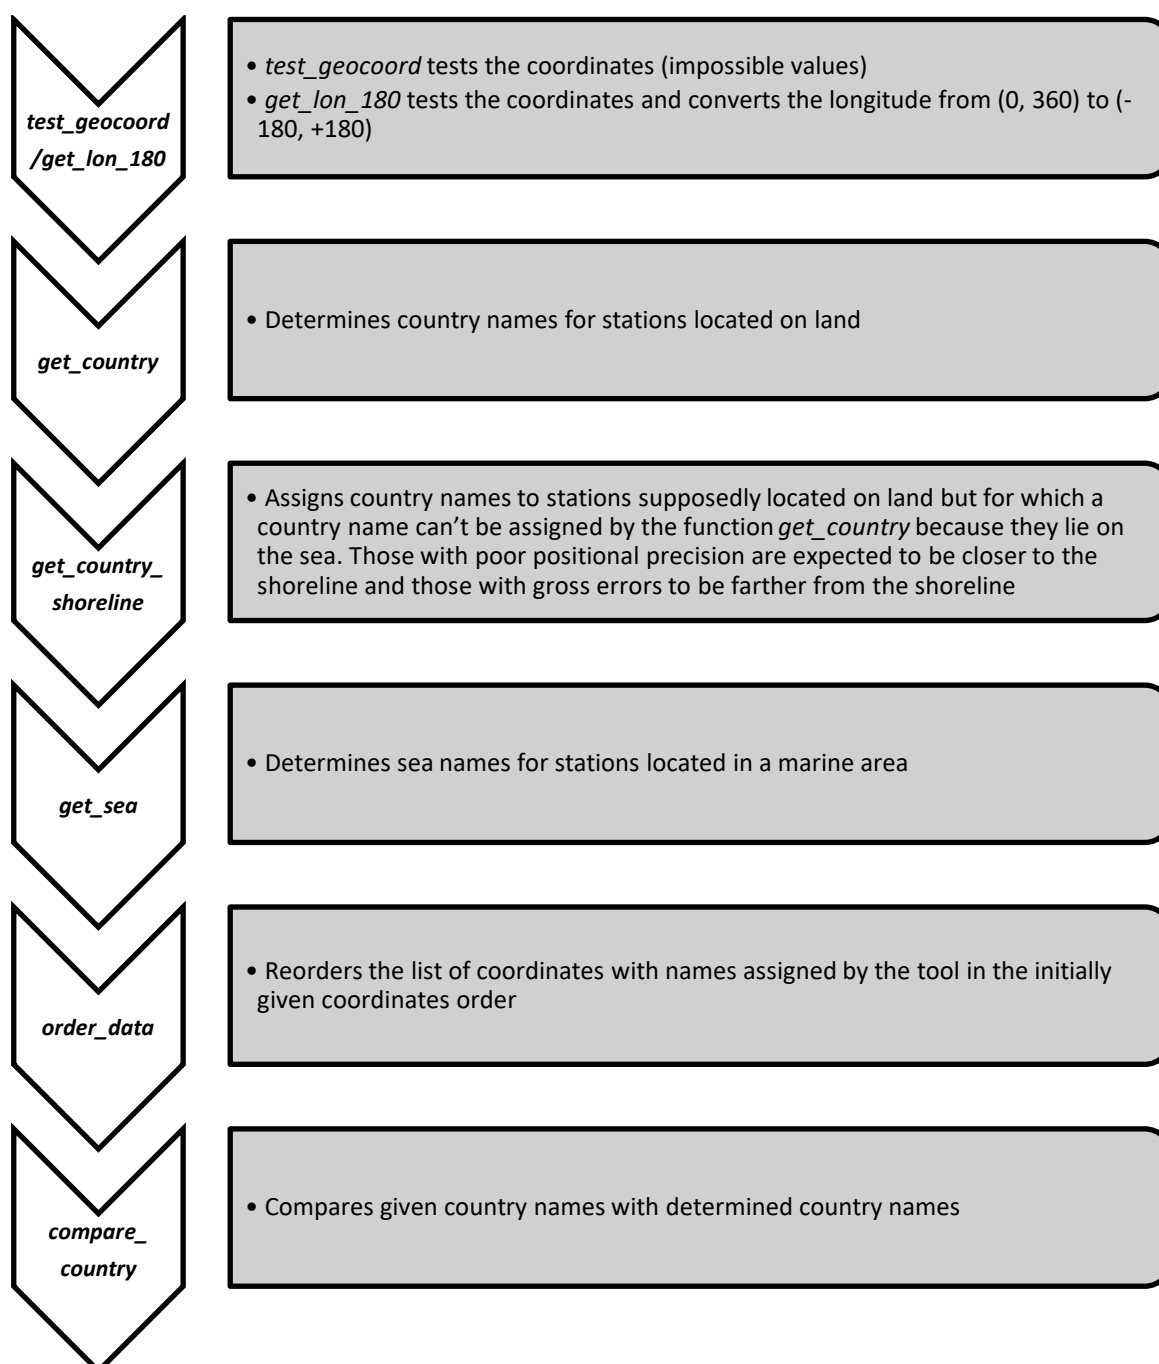 test_geocoord
/get_lon_180
• test_geocoord tests the coordinates (impossible values)
• get_lon_180 tests the coordinates and converts the longitude from (0, 360) to (-
180, +180)
get_country
• Determines country names for stations located on land
get_country_
shoreline
• Assigns country names to stations supposedly located on land but for which a
country name can’t be assigned by the function get_country because they lie on
the sea. Those with poor positional precision are expected to be closer to the
shoreline and those with gross errors to be farther from the shoreline
get_sea
• Determines sea names for stations located in a marine area
order_data
• Reorders the list of coordinates with names assigned by the tool in the initially
given coordinates order
compare_
country
• Compares given country names with determined country names